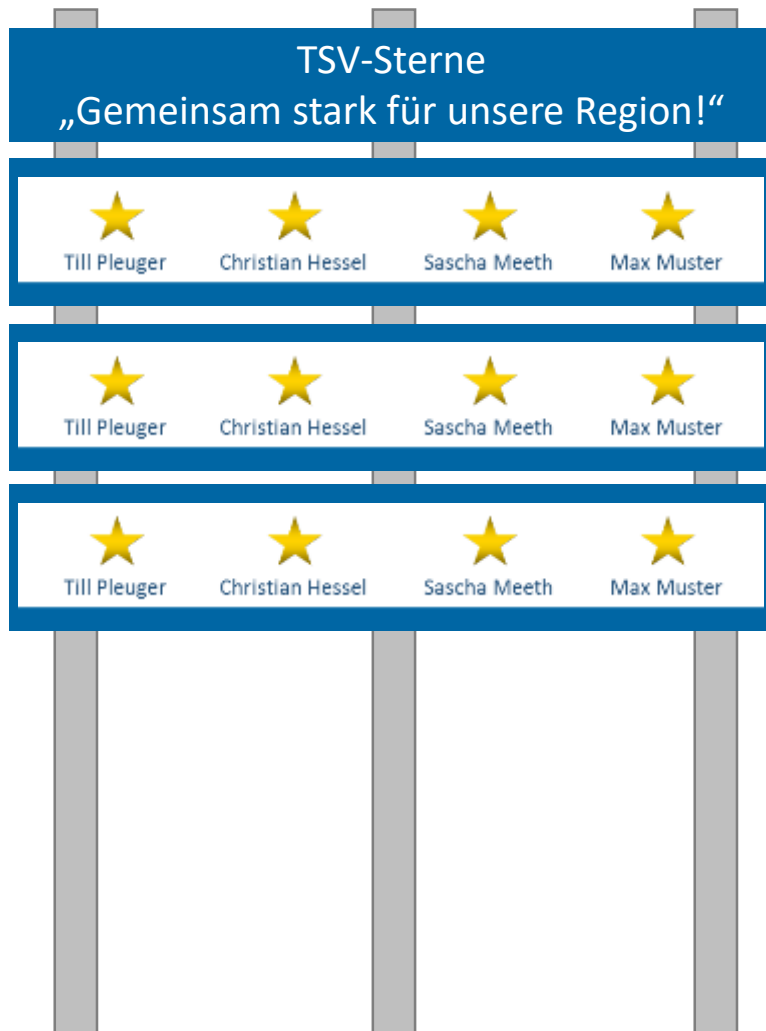 TSV-Sterne
„Gemeinsam stark für unsere Region!“
Till Pleuger Christian Hessel Sascha Meeth Max Muster
Till Pleuger Christian Hessel Sascha Meeth Max Muster
Till Pleuger Christian Hessel Sascha Meeth Max Muster